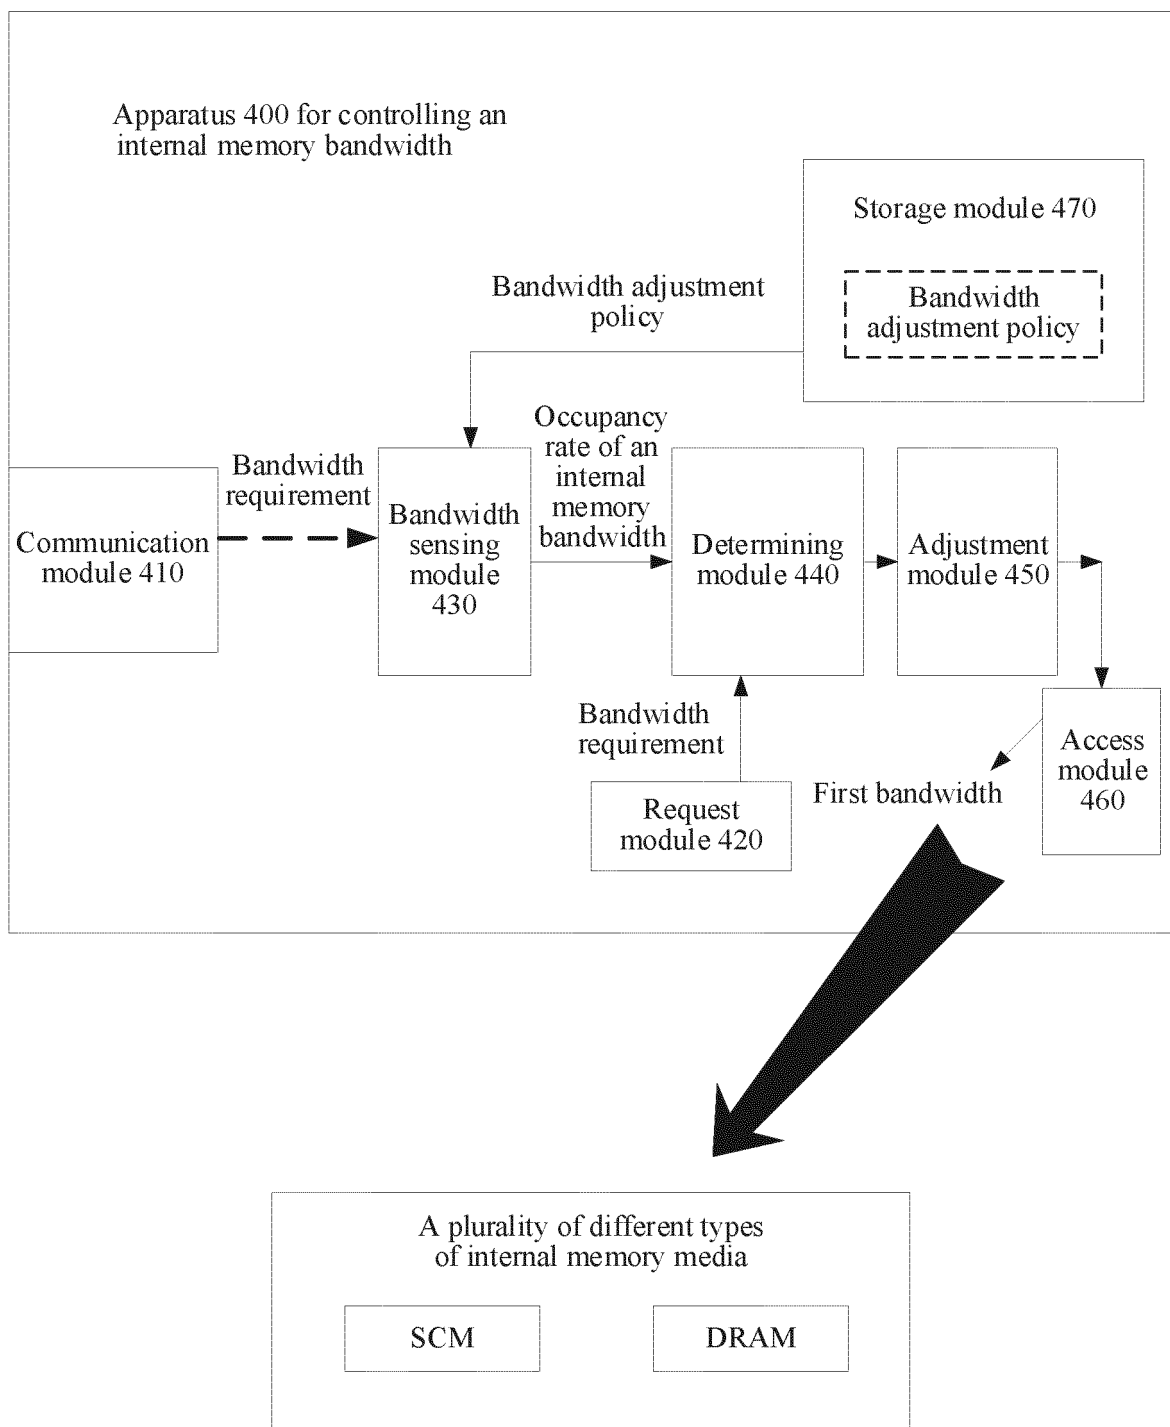 Apparatus 400 for controlling an
internal memory bandwidth
Storage module 470
Bandwidth
adjustment policy
Bandwidth adjustment
policy
Occupancy
rate of an
internal
memory
bandwidth
Bandwidth
requirement
Communication
module 410
Bandwidth
sensing
module
430
Determining
module 440
Adjustment
module 450
Bandwidth
requirement
Request
module 420
Access
module
460
First bandwidth
A plurality of different types
of internal memory media
SCM
DRAM